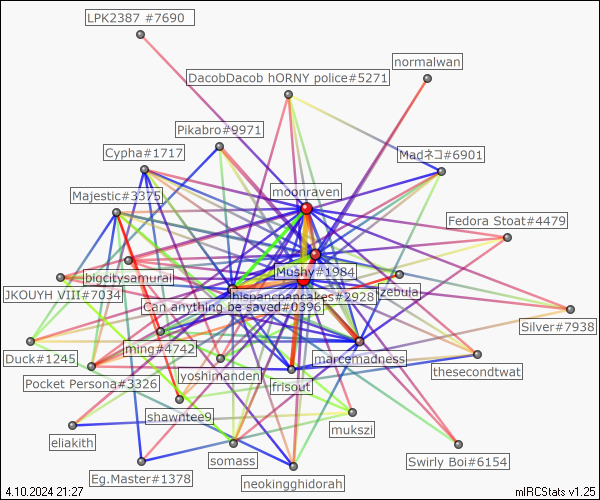 LPK2387 #7690
normalwan
DacobDacob hORNY police#5271
Pikabro#9971
Cypha#1717
Madネコ#6901
moonraven
Majestic#3375
Fedora Stoat#4479
Mushy#1984
bigcitysamurai
zebula
JKOUYH VIII#7034
hispanicpancakes#2928
Can anything be saved#0396
Silver#7938
ming#4742
marcemadness
Duck#1245
thesecondtwat
yoshimandenl
Pocket Persona#3326
frisout
shawntee9
mukszi
eliakith
somass
Swirly Boi#6154
Eg.Master#1378
neokingghidorah
4.10.2024 21:27
mIRCStats v1.25